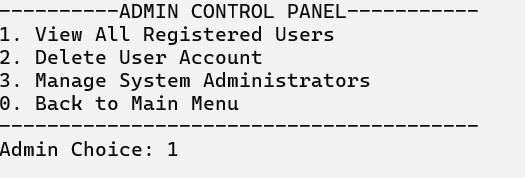 ----------ADMIN CONTROL PANEL-----------
1. View All Registered Users
2. Delete User Account
3. Manage System Administrators
0. Back to Main Menu
----------------------------------------
Admin Choice: 1